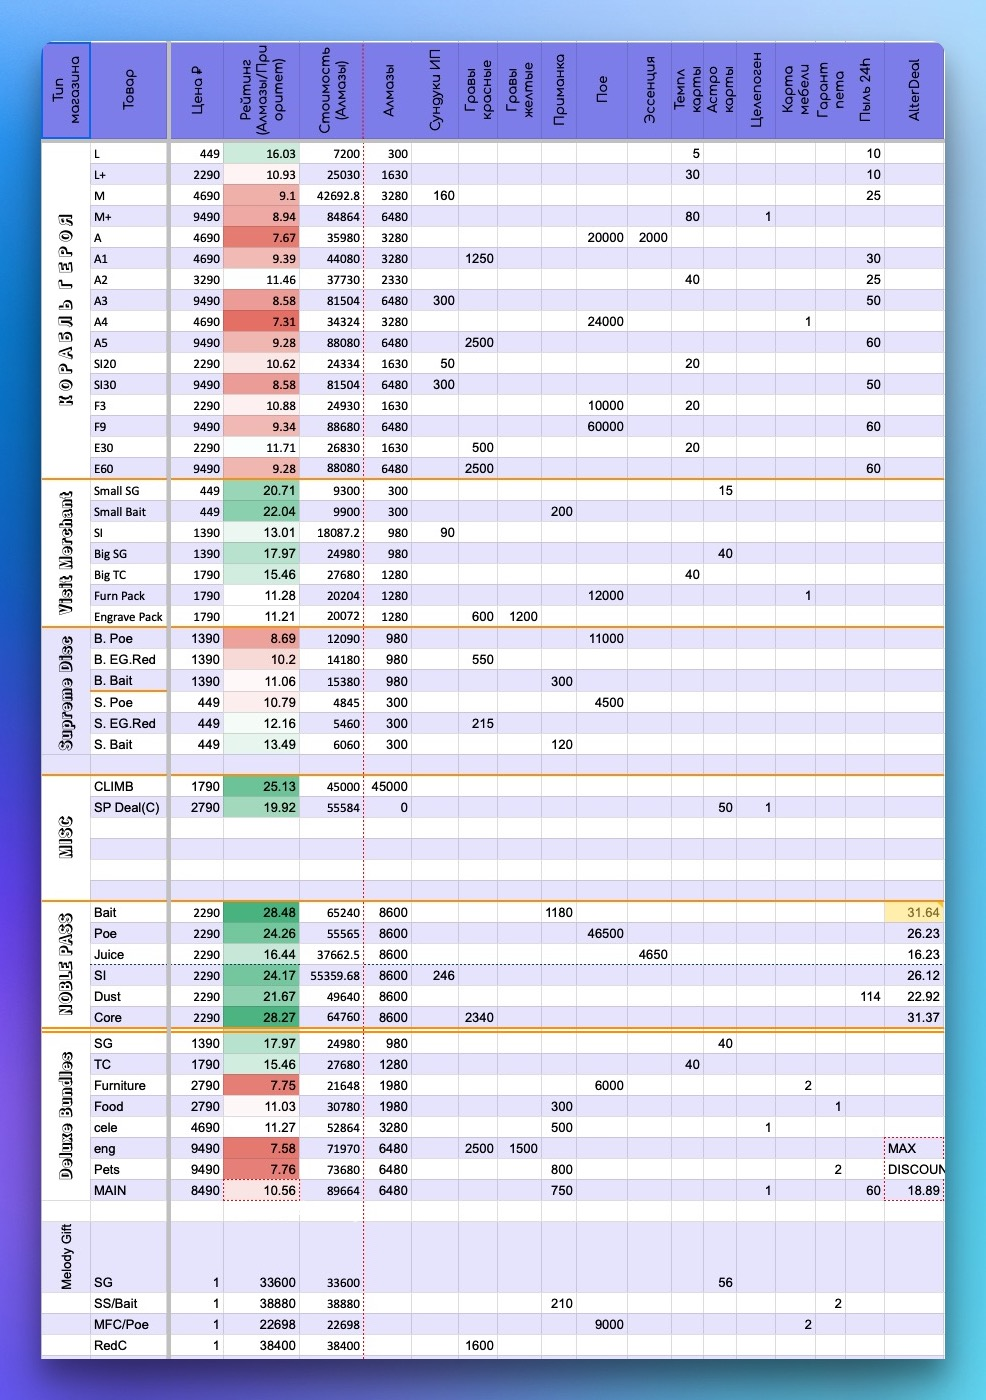 Тип магазина	Товар	Цена ₽	Рейтинг (Алмазы/Приоритет)	Стоимость (Алмазы)	Алмазы	Сундуки ИП	Гравы красные	Гравы желтые	Приманка	Пое	Эссенция	Темпл карты	Астро карты	Целепоген	Карта мебели	Гарант пета	Пыль 24h	AlterDeal
КОРАБЛЬ ГЕРОЯ
L 449 16.03 7200 300 5 10
L+ 2290 10.93 25030 1630 30 10
M 4690 9.1 42692.8 3280 160 25
M+ 9490 8.94 84864 6480 80 1
A 4690 7.67 35980 3280 20000 2000
A1 4690 9.39 44080 3280 1250 30
A2 3290 11.46 37730 2330 40 25
A3 9490 8.58 81504 6480 300 50
A4 4690 7.31 34324 3280 24000 1
A5 9490 9.28 88080 6480 2500 60
SI20 2290 10.62 24334 1630 50 20
SI30 9490 8.58 81504 6480 300 50
F3 2290 10.88 24930 1630 10000 20
F9 9490 9.34 88680 6480 60000 60
E30 2290 11.71 26830 1630 500 20
E60 9490 9.28 88080 6480 2500 60
Visit Merchant
Small SG 449 20.71 9300 300 15
Small Bait 449 22.04 9900 300 200
SI 1390 13.01 18087.2 980 90
Big SG 1390 17.97 24980 980 40
Big TC 1790 15.46 27680 1280 40
Furn Pack 1790 11.28 20204 1280 12000 1
Engrave Pack 1790 11.21 20072 1280 600 1200
Supreme Disc
B. Poe 1390 8.69 12090 980 11000
B. EG.Red 1390 10.2 14180 980 550
B. Bait 1390 11.06 15380 980 300
S. Poe 449 10.79 4845 300 4500
S. EG.Red 449 12.16 5460 300 215
S. Bait 449 13.49 6060 300 120
MISC
CLIMB 1790 25.13 45000 45000
SP Deal(C) 2790 19.92 55584 0 50 1
NOBLE PASS
Bait 2290 28.48 65240 8600 1180 31.64
Poe 2290 24.26 55565 8600 46500 26.23
Juice 2290 16.44 37662.5 8600 4650 16.23
SI 2290 24.17 55359.68 8600 246 26.12
Dust 2290 21.67 49640 8600 114 22.92
Core 2290 28.27 64760 8600 2340 31.37
Deluxe Bundles
SG 1390 17.97 24980 980 40
TC 1790 15.46 27680 1280 40
Furniture 2790 7.75 21648 1980 6000 2
Food 2790 11.03 30780 1980 300 1
cele 4690 11.27 52864 3280 500 1
eng 9490 7.58 71970 6480 2500 1500 MAX
Pets 9490 7.76 73680 6480 800 2 DISCOUN
MAIN 8490 10.56 89664 6480 750 1 60 18.89
Melody Gift
SG 1 33600 33600 56
SS/Bait 1 38880 38880 210 2
MFC/Poe 1 22698 22698 9000 2
RedC 1 38400 38400 1600